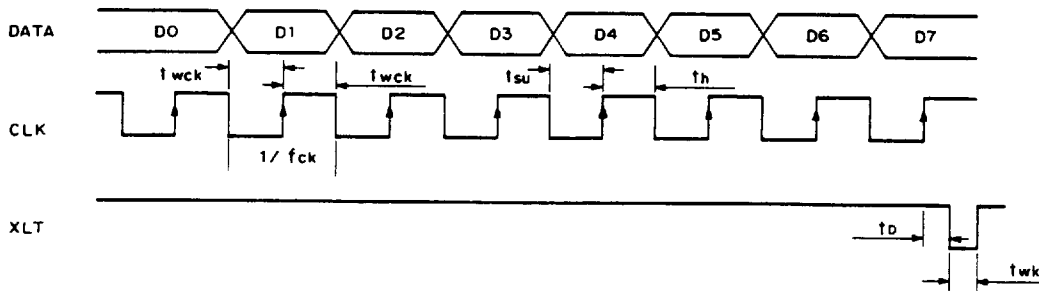 DATA D0 D1 D2 D3 D4 D5 D6 D7
twck twck tsu th
CLK
1/fck
XLT
tD
twk